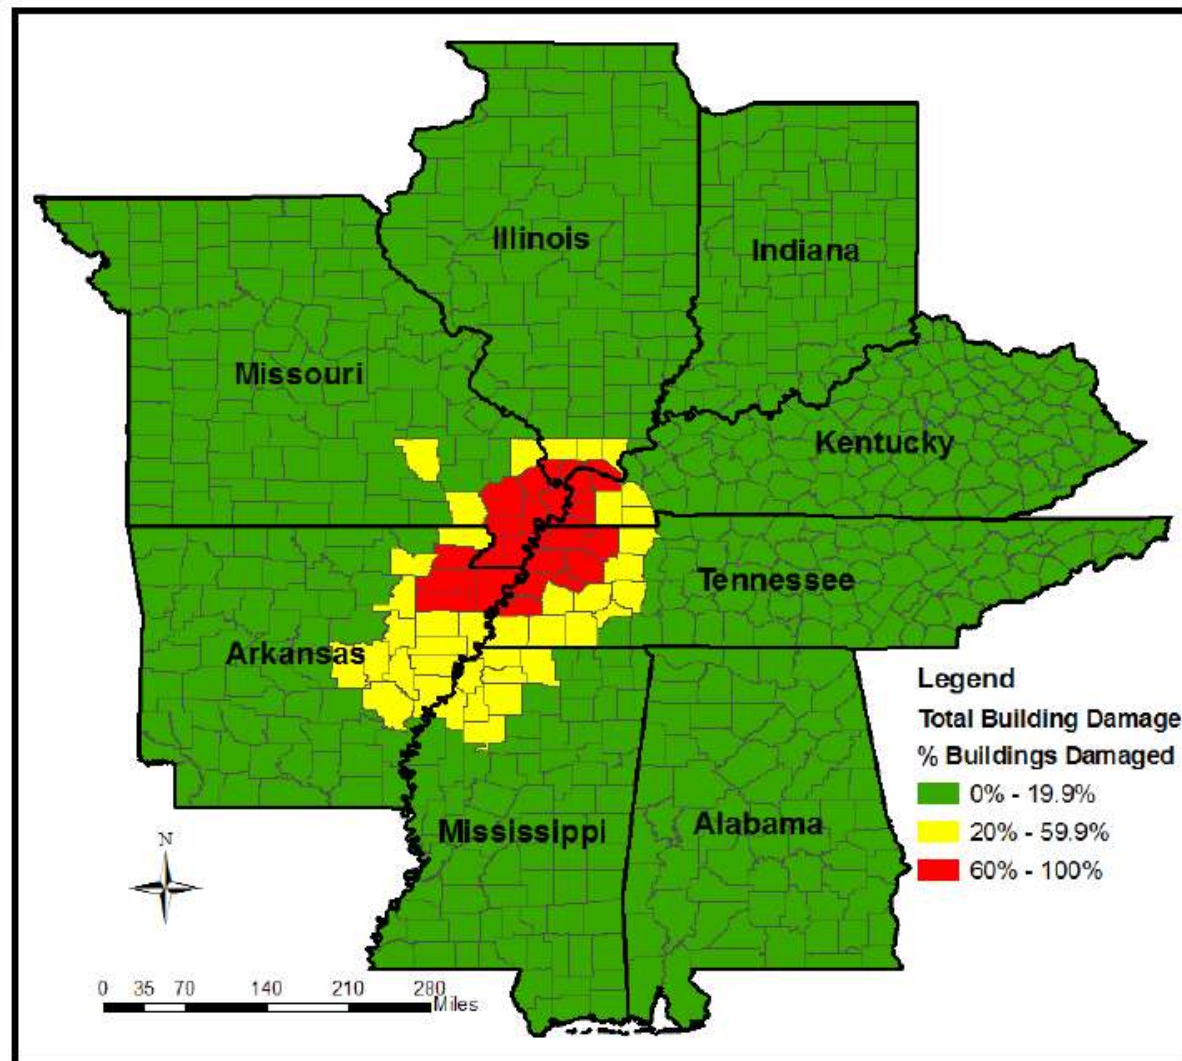 Illinois
Indiana
Missouri
Kentucky
Tennessee
Arkansas
Legend
Total Building Damage
% Buildings Damaged
0% - 19.9%
20% - 59.9%
60% - 100%
Mississippi
Alabama
N
0 35 70 140 210 280
Miles